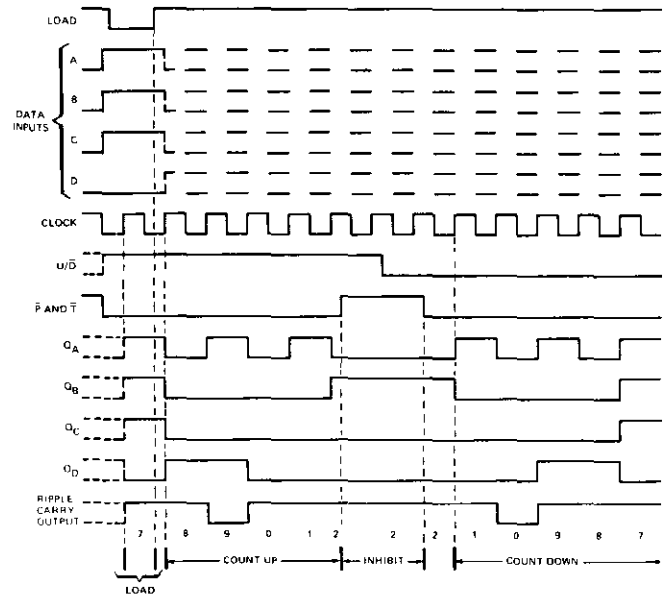 LOAD
A
B
DATA
INPUTS
C
D
CLOCK
U/D̅
P̅ AND T̅
QA
QB
QC
QD
RIPPLE
CARRY
OUTPUT
7 8 9 0 1 2 2 2 1 0 9 8 7
COUNT UP INHIBIT COUNT DOWN
LOAD